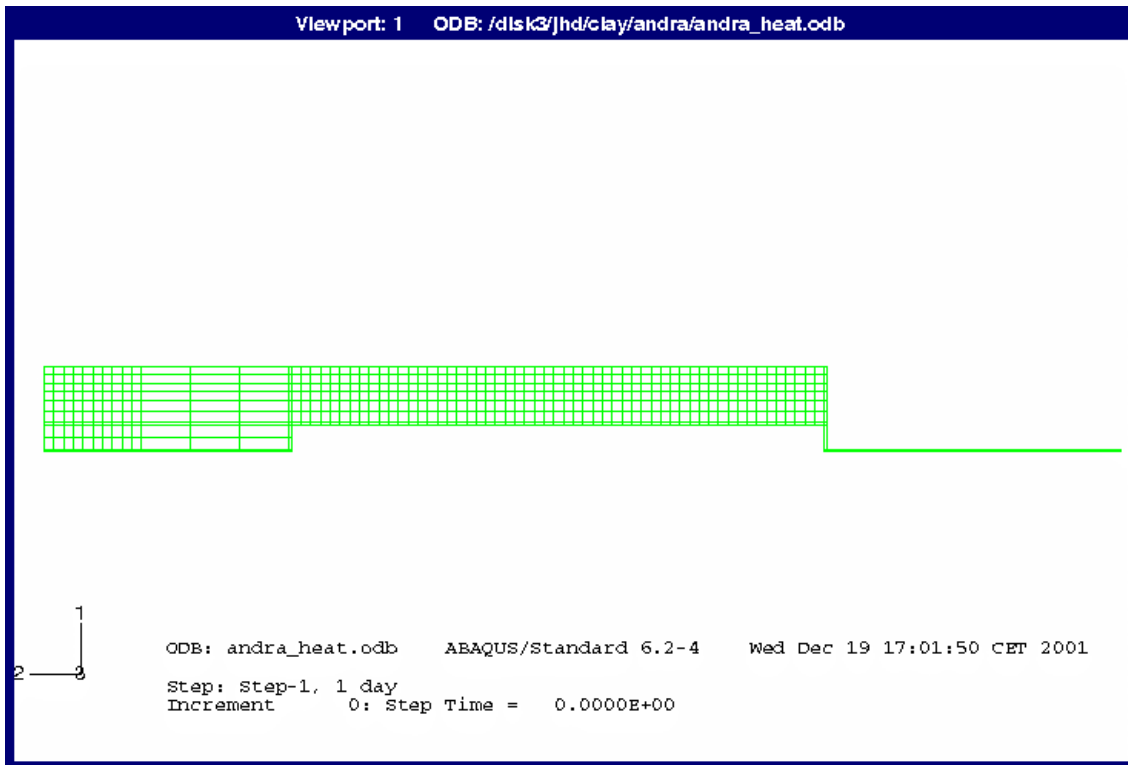 Viewport: 1 ODB: /disk3/jhd/clay/andra/andra_heat.odb
1
2 3
ODB: andra_heat.odb ABAQUS/Standard 6.2-4 Wed Dec 19 17:01:50 CET 2001
Step: Step-1, 1 day
Increment 0: Step Time = 0.0000E+00